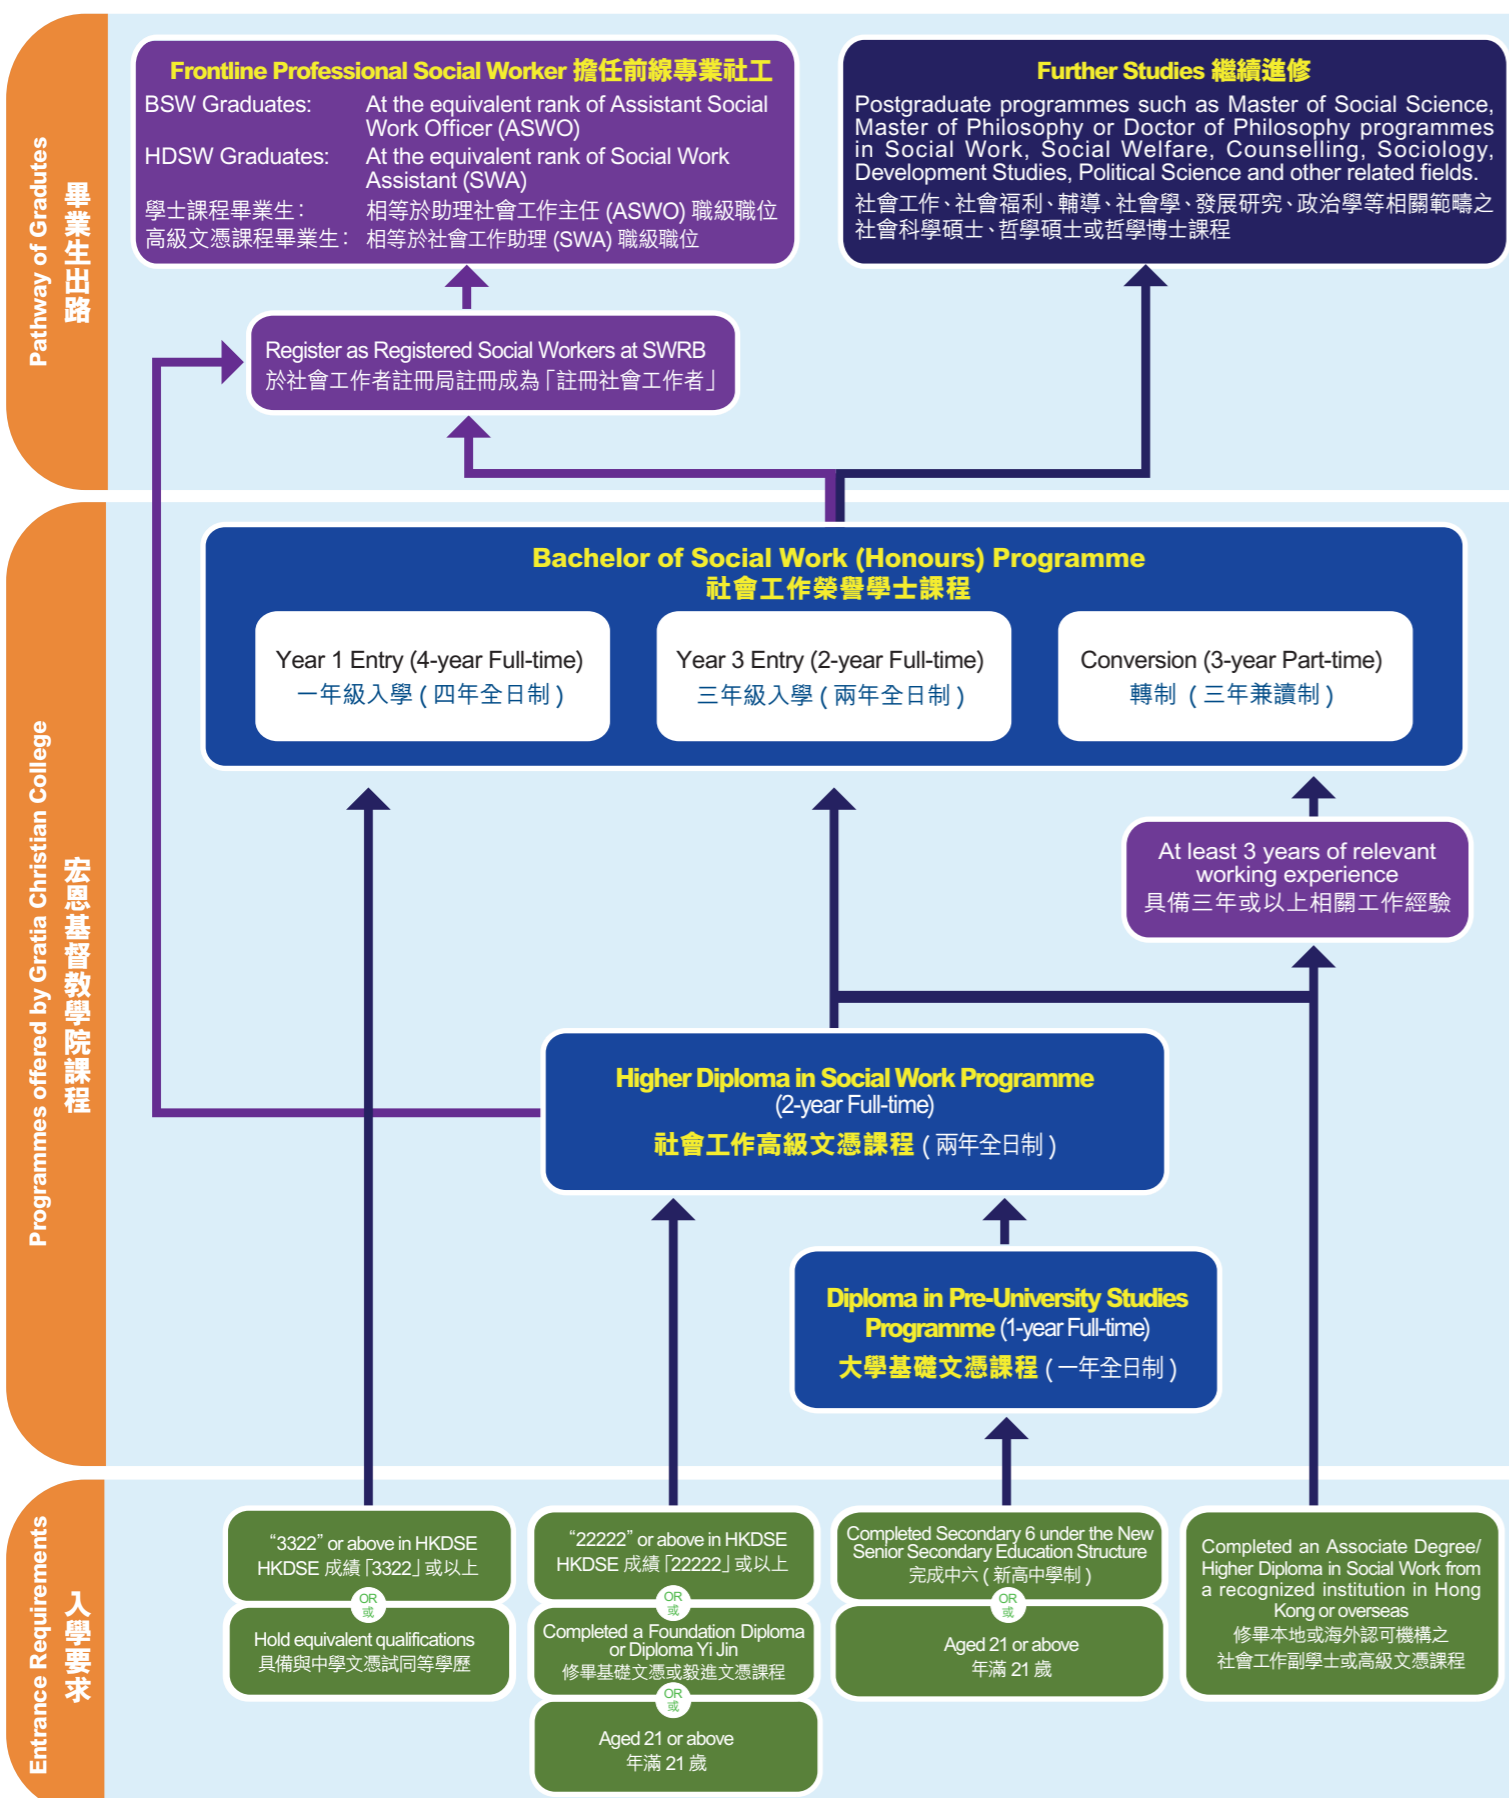 Pathway of Gradutes
畢業生出路
Frontline Professional Social Worker 擔任前線專業社工
BSW Graduates: At the equivalent rank of Assistant Social
Work Officer (ASWO)
HDSW Graduates: At the equivalent rank of Social Work
Assistant (SWA)
學士課程畢業生： 相等於助理社會工作主任 (ASWO) 職級職位
高級文憑課程畢業生： 相等於社會工作助理 (SWA) 職級職位
Further Studies 繼續進修
Postgraduate programmes such as Master of Social Science,
Master of Philosophy or Doctor of Philosophy programmes
in Social Work, Social Welfare, Counselling, Sociology,
Development Studies, Political Science and other related fields.
社會工作、社會福利、輔導、社會學、發展研究、政治學等相關範疇之
社會科學碩士、哲學碩士或哲學博士課程
Register as Registered Social Workers at SWRB
於社會工作者註冊局註冊成為「註冊社會工作者」
Programmes offered by Gratia Christian College
宏恩基督教學院課程
Bachelor of Social Work (Honours) Programme
社會工作榮譽學士課程
Year 1 Entry (4-year Full-time)
一年級入學 ( 四年全日制 )
Year 3 Entry (2-year Full-time)
三年級入學 ( 兩年全日制 )
Conversion (3-year Part-time)
轉制 ( 三年兼讀制 )
At least 3 years of relevant
working experience
具備三年或以上相關工作經驗
Higher Diploma in Social Work Programme
(2-year Full-time)
社會工作高級文憑課程 ( 兩年全日制 )
Diploma in Pre-University Studies
Programme (1-year Full-time)
大學基礎文憑課程 ( 一年全日制 )
Entrance Requirements
入學要求
“3322” or above in HKDSE
HKDSE 成績「3322」或以上
OR
或
Hold equivalent qualifications
具備與中學文憑試同等學歷
“22222” or above in HKDSE
HKDSE 成績「22222」或以上
OR
或
Completed a Foundation Diploma
or Diploma Yi Jin
修畢基礎文憑或毅進文憑課程
OR
或
Aged 21 or above
年滿 21 歲
Completed Secondary 6 under the New
Senior Secondary Education Structure
完成中六 ( 新高中學制 )
OR
或
Aged 21 or above
年滿 21 歲
Completed an Associate Degree/
Higher Diploma in Social Work from
a recognized institution in Hong
Kong or overseas
修畢本地或海外認可機構之
社會工作副學士或高級文憑課程